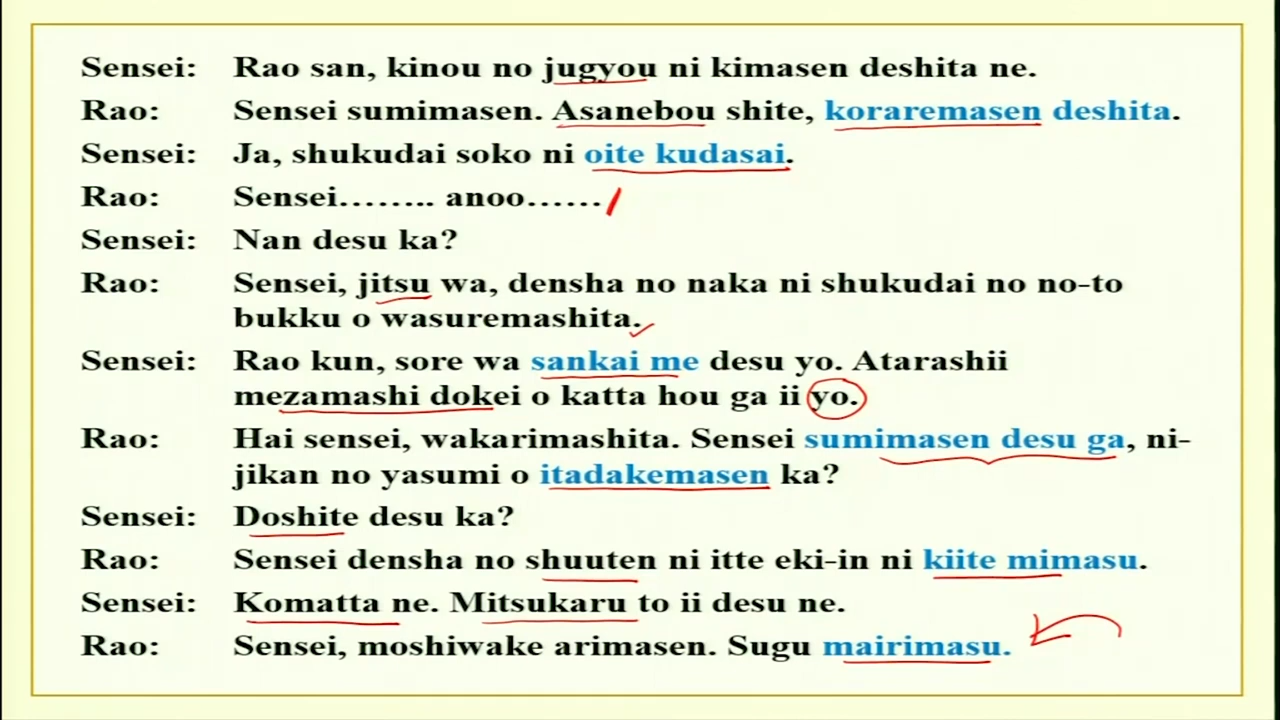 Sensei: Rao san, kinou no jugyou ni kimasen deshita ne.
Rao: Sensei sumimasen. Asanebou shite, koraremasen deshita.
Sensei: Ja, shukudai soko ni oite kudasai.
Rao: Sensei…….. anoo……
Sensei: Nan desu ka?
Rao: Sensei, jitsu wa, densha no naka ni shukudai no no-to
bukku o wasuremashita.
Sensei: Rao kun, sore wa sankai me desu yo. Atarashii
mezamashi dokei o katta hou ga ii yo.
Rao: Hai sensei, wakarimashita. Sensei sumimasen desu ga, ni-
jikan no yasumi o itadakemasen ka?
Sensei: Doshite desu ka?
Rao: Sensei densha no shuuten ni itte eki-in ni kiite mimasu.
Sensei: Komatta ne. Mitsukaru to ii desu ne.
Rao: Sensei, moshiwake arimasen. Sugu mairimasu.